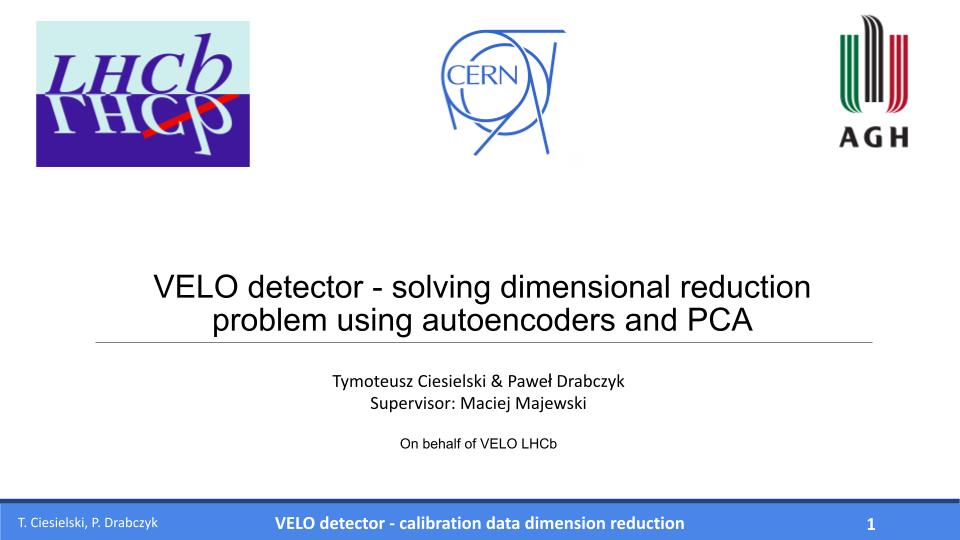 LHCb
LHCb
CERN
AGH
VELO detector - solving dimensional reduction
problem using autoencoders and PCA
Tymoteusz Ciesielski & Paweł Drabczyk
Supervisor: Maciej Majewski
On behalf of VELO LHCb
T. Ciesielski, P. Drabczyk
VELO detector - calibration data dimension reduction
1